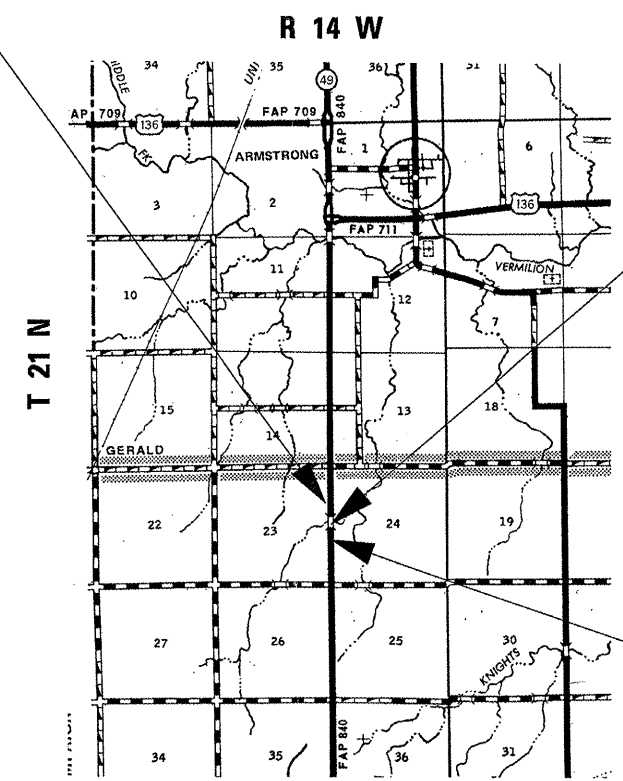 R 14 W
34
35
36
31
MIDDLE
49
AP 709
136
FAP 709
FAP 840
1
6
FK
ARMSTRONG
3
2
136
FAP 711
11
VERMILION
10
12
7
T 21 N
15
13
18
14
GERALD
22
23
24
19
27
26
25
30
KNIGHTS
34
35
FAP 840
36
31